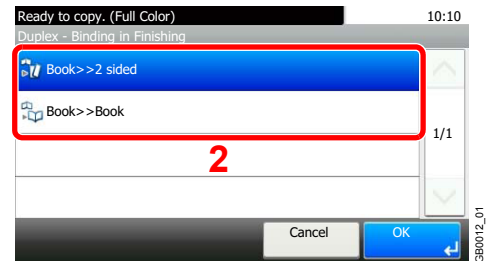 Ready to copy. (Full Color) 10:10
Duplex - Binding in Finishing
Book>>2 sided
Book>>Book
1/1
2
Cancel OK
GB0012_01